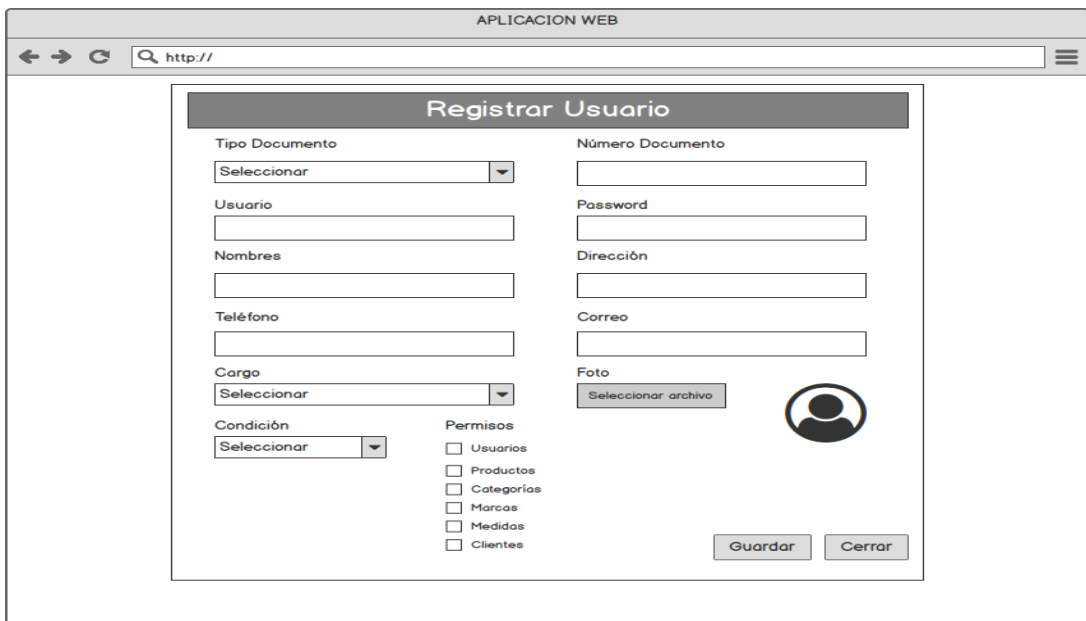 APLICACION WEB
http://
Registrar Usuario
Tipo Documento
Número Documento
Seleccionar
Usuario
Password
Nombres
Dirección
Teléfono
Correo
Cargo
Foto
Seleccionar
Seleccionar archivo
Condición
Permisos
Seleccionar
Usuarios
Productos
Categorías
Marcas
Medidas
Clientes
Guardar
Cerrar